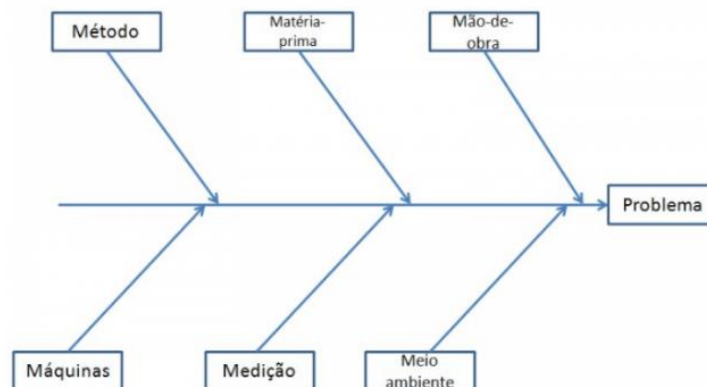 Método
Matéria-
prima
Mão-de-
obra
Problema
Máquinas
Medição
Meio
ambiente